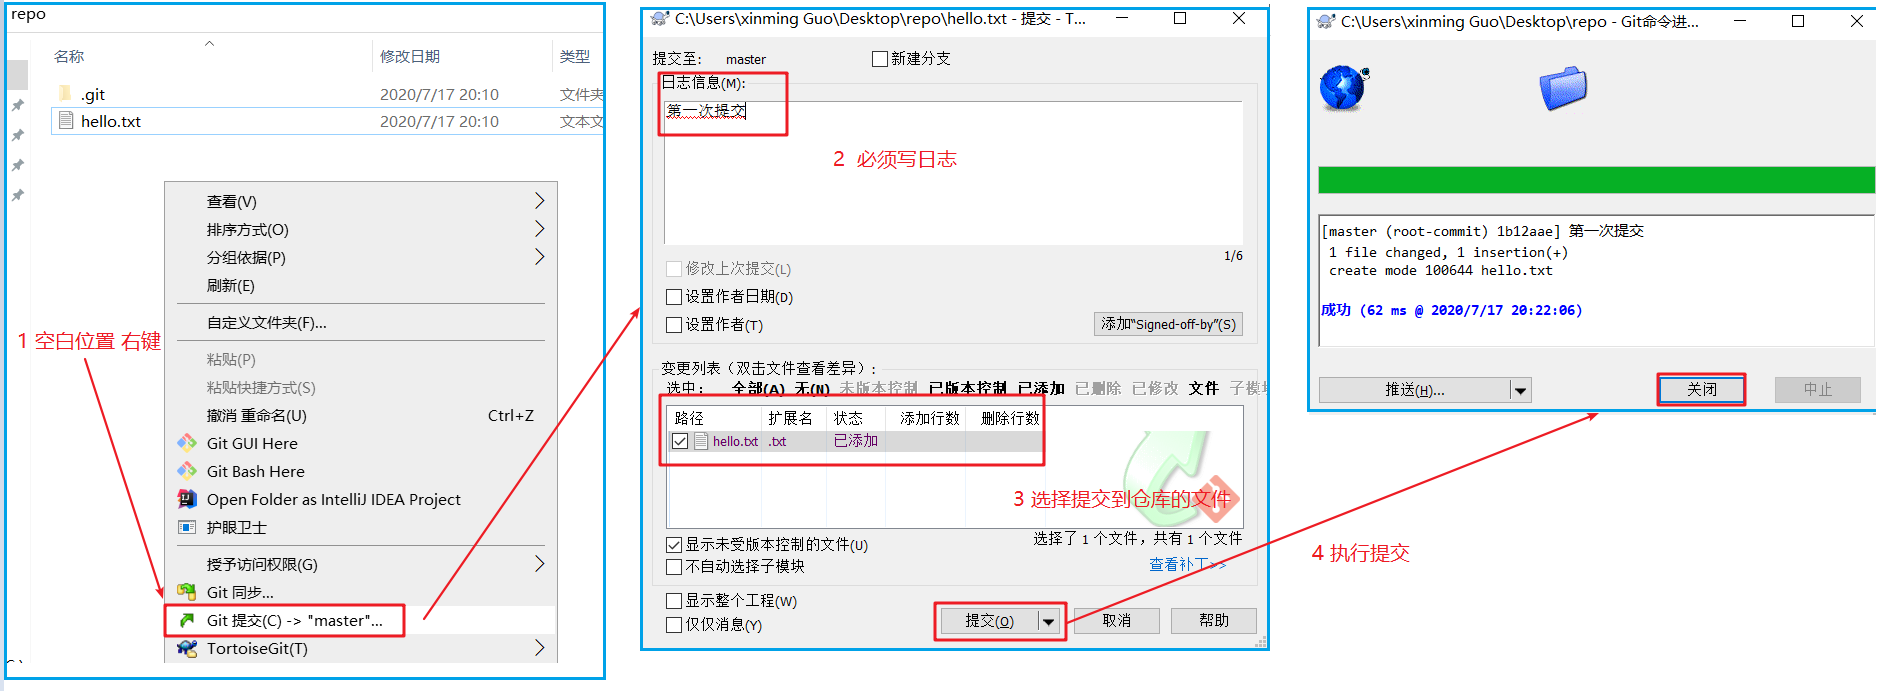 repo
名称
修改日期
类型
.git
2020/7/17 20:10
文件夹
hello.txt
2020/7/17 20:10
文本文
查看(V)
排序方式(O)
分组依据(P)
刷新(E)
自定义文件夹(F)...
1 空白位置 右键
粘贴(P)
粘贴快捷方式(S)
撤消 重命名(U)
Ctrl+Z
Git GUI Here
Git Bash Here
Open Folder as IntelliJ IDEA Project
护眼卫士
授予访问权限(G)
Git 同步...
Git 提交(C) -> "master"...
TortoiseGit(T)
C:\Users\xinming Guo\Desktop\repo\hello.txt - 提交 - T...
提交至:
master
新建分支
日志信息(M):
第一次提交
2 必须写日志
1/6
修改上次提交(L)
设置作者日期(D)
设置作者(T)
添加“Signed-off-by”(S)
变更列表（双击文件查看差异）:
选中: 全部(A) 无(N) 未版本控制 已版本控制 已添加 已删除 已修改 文件 子模
路径 扩展名 状态 添加行数 删除行数
hello.txt .txt 已添加
3 选择提交到仓库的文件
选择了 1 个文件，共有 1 个文件
显示未受版本控制的文件(U)
不自动选择子模块
查看补丁>>
显示整个工程(W)
仅仅消息(Y)
提交(O)
取消
帮助
C:\Users\xinming Guo\Desktop\repo - Git命令进...
[master (root-commit) 1b12aae] 第一次提交
1 file changed, 1 insertion(+)
create mode 100644 hello.txt
成功 (62 ms @ 2020/7/17 20:22:06)
推送(H)...
关闭
中止
4 执行提交